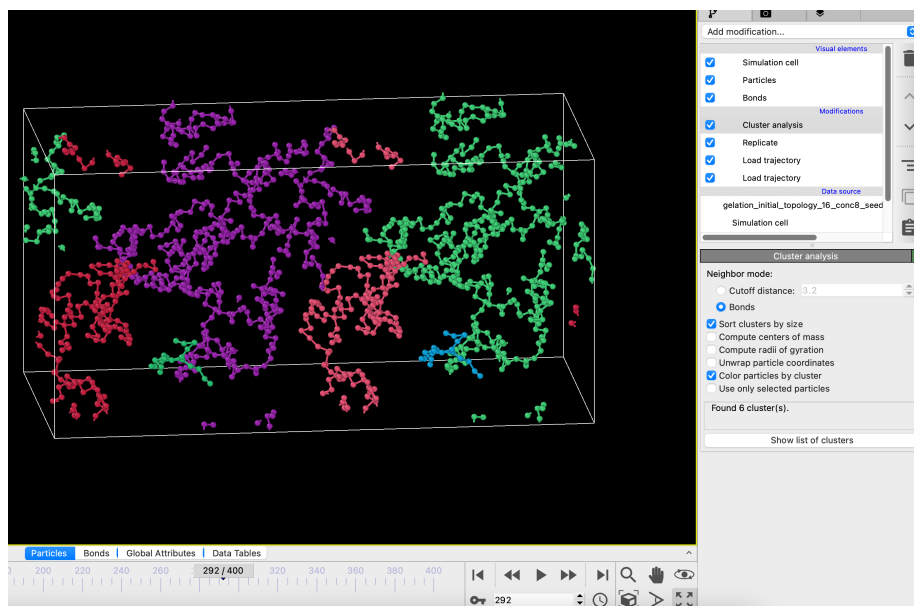 Add modification...
Visual elements
Simulation cell
Particles
Bonds
Modifications
Cluster analysis
Replicate
Load trajectory
Load trajectory
Data source
gelation_initial_topology_16_conc8_seed
Simulation cell
Cluster analysis
Neighbor mode:
Cutoff distance: 3.2
Bonds
Sort clusters by size
Compute centers of mass
Compute radii of gyration
Unwrap particle coordinates
Color particles by cluster
Use only selected particles
Found 6 cluster(s).
Show list of clusters
Particles Bonds Global Attributes Data Tables
200 220 240 260 292 / 400 320 340 360 380 400
292